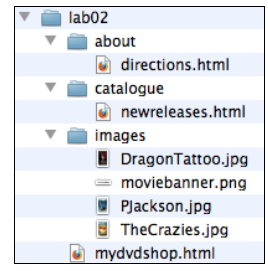 lab02
about
directions.html
catalogue
newreleases.html
images
DragonTattoo.jpg
moviebanner.png
PJackson.jpg
TheCrazies.jpg
mydvdshop.html